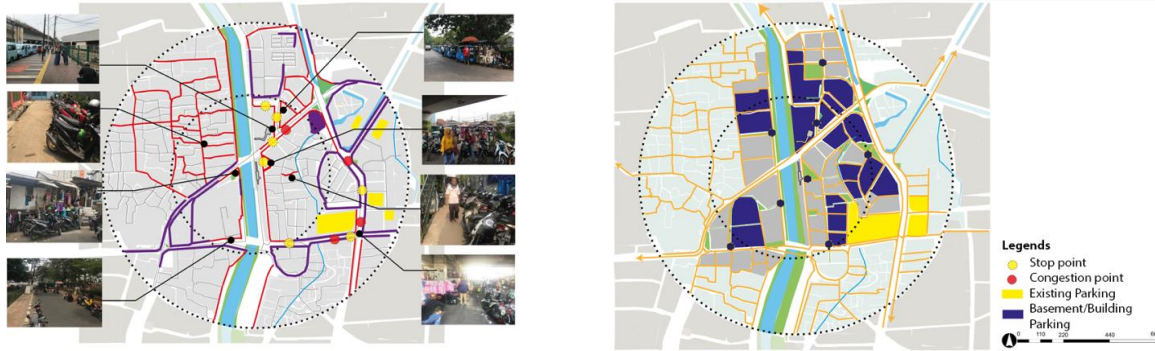 Legends
Stop point
Congestion point
Existing Parking
Basement/Building
Parking
0 110 220 440